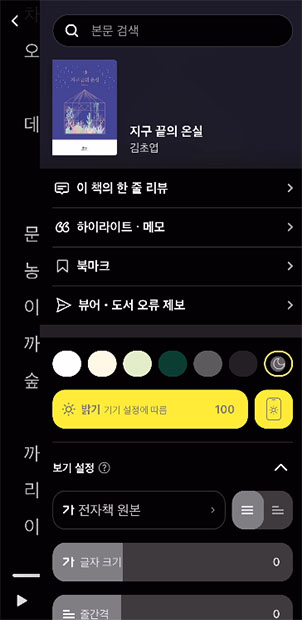 차
오
데
문
농
이
까
숲
까
리
이
본문 검색
지구 끝의 온실
지구 끝의 온실
김초엽
이 책의 한 줄 리뷰
하이라이트 · 메모
북마크
뷰어 · 도서 오류 제보
밝기 기기 설정에 따름 100
보기 설정 ?
가 전자책 원본
가 글자 크기 0
줄간격 0